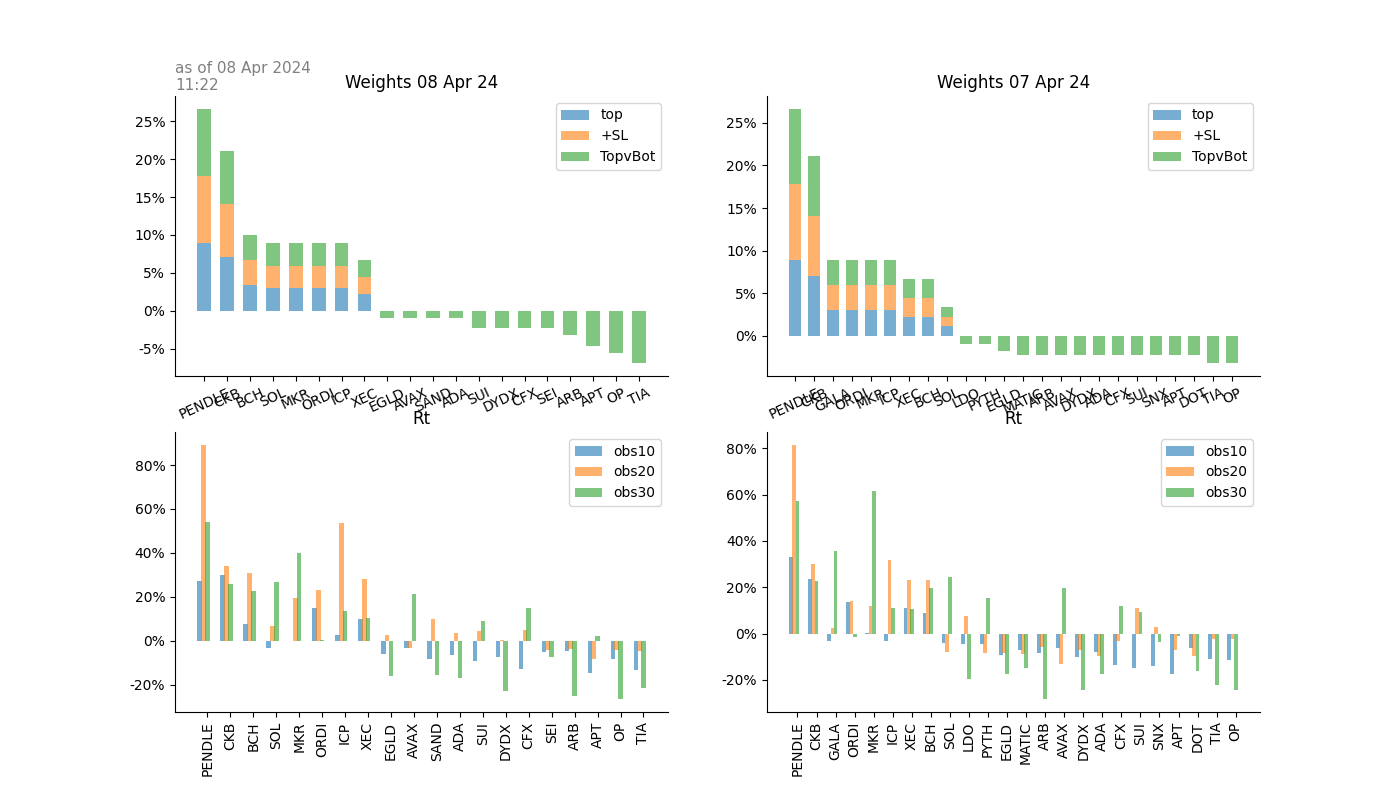 as of 08 Apr 2024
11:22
Weights 08 Apr 24
top
+SL
TopvBot
25%
20%
15%
10%
5%
0%
-5%
PENDLE CKB BCH SOL MKR ORDI ICP XEC EGLD AVAX SAND ADA SUI DYDX CFX SEI ARB APT OP TIA
Weights 07 Apr 24
top
+SL
TopvBot
25%
20%
15%
10%
5%
0%
PENDLE CKB GALA ORDI MKR ICP XEC BCH SOL LDO PYTH EGLD MATIC ARB AVAX DYDX ADA CFX SUI SNX APT DOT TIA OP
Rt
obs10
obs20
obs30
80%
60%
40%
20%
0%
-20%
PENDLE CKB BCH SOL MKR ORDI ICP XEC EGLD AVAX SAND ADA SUI DYDX CFX SEI ARB APT OP TIA
Rt
obs10
obs20
obs30
80%
60%
40%
20%
0%
-20%
PENDLE CKB GALA ORDI MKR ICP XEC BCH SOL LDO PYTH EGLD MATIC ARB AVAX DYDX ADA CFX SUI SNX APT DOT TIA OP